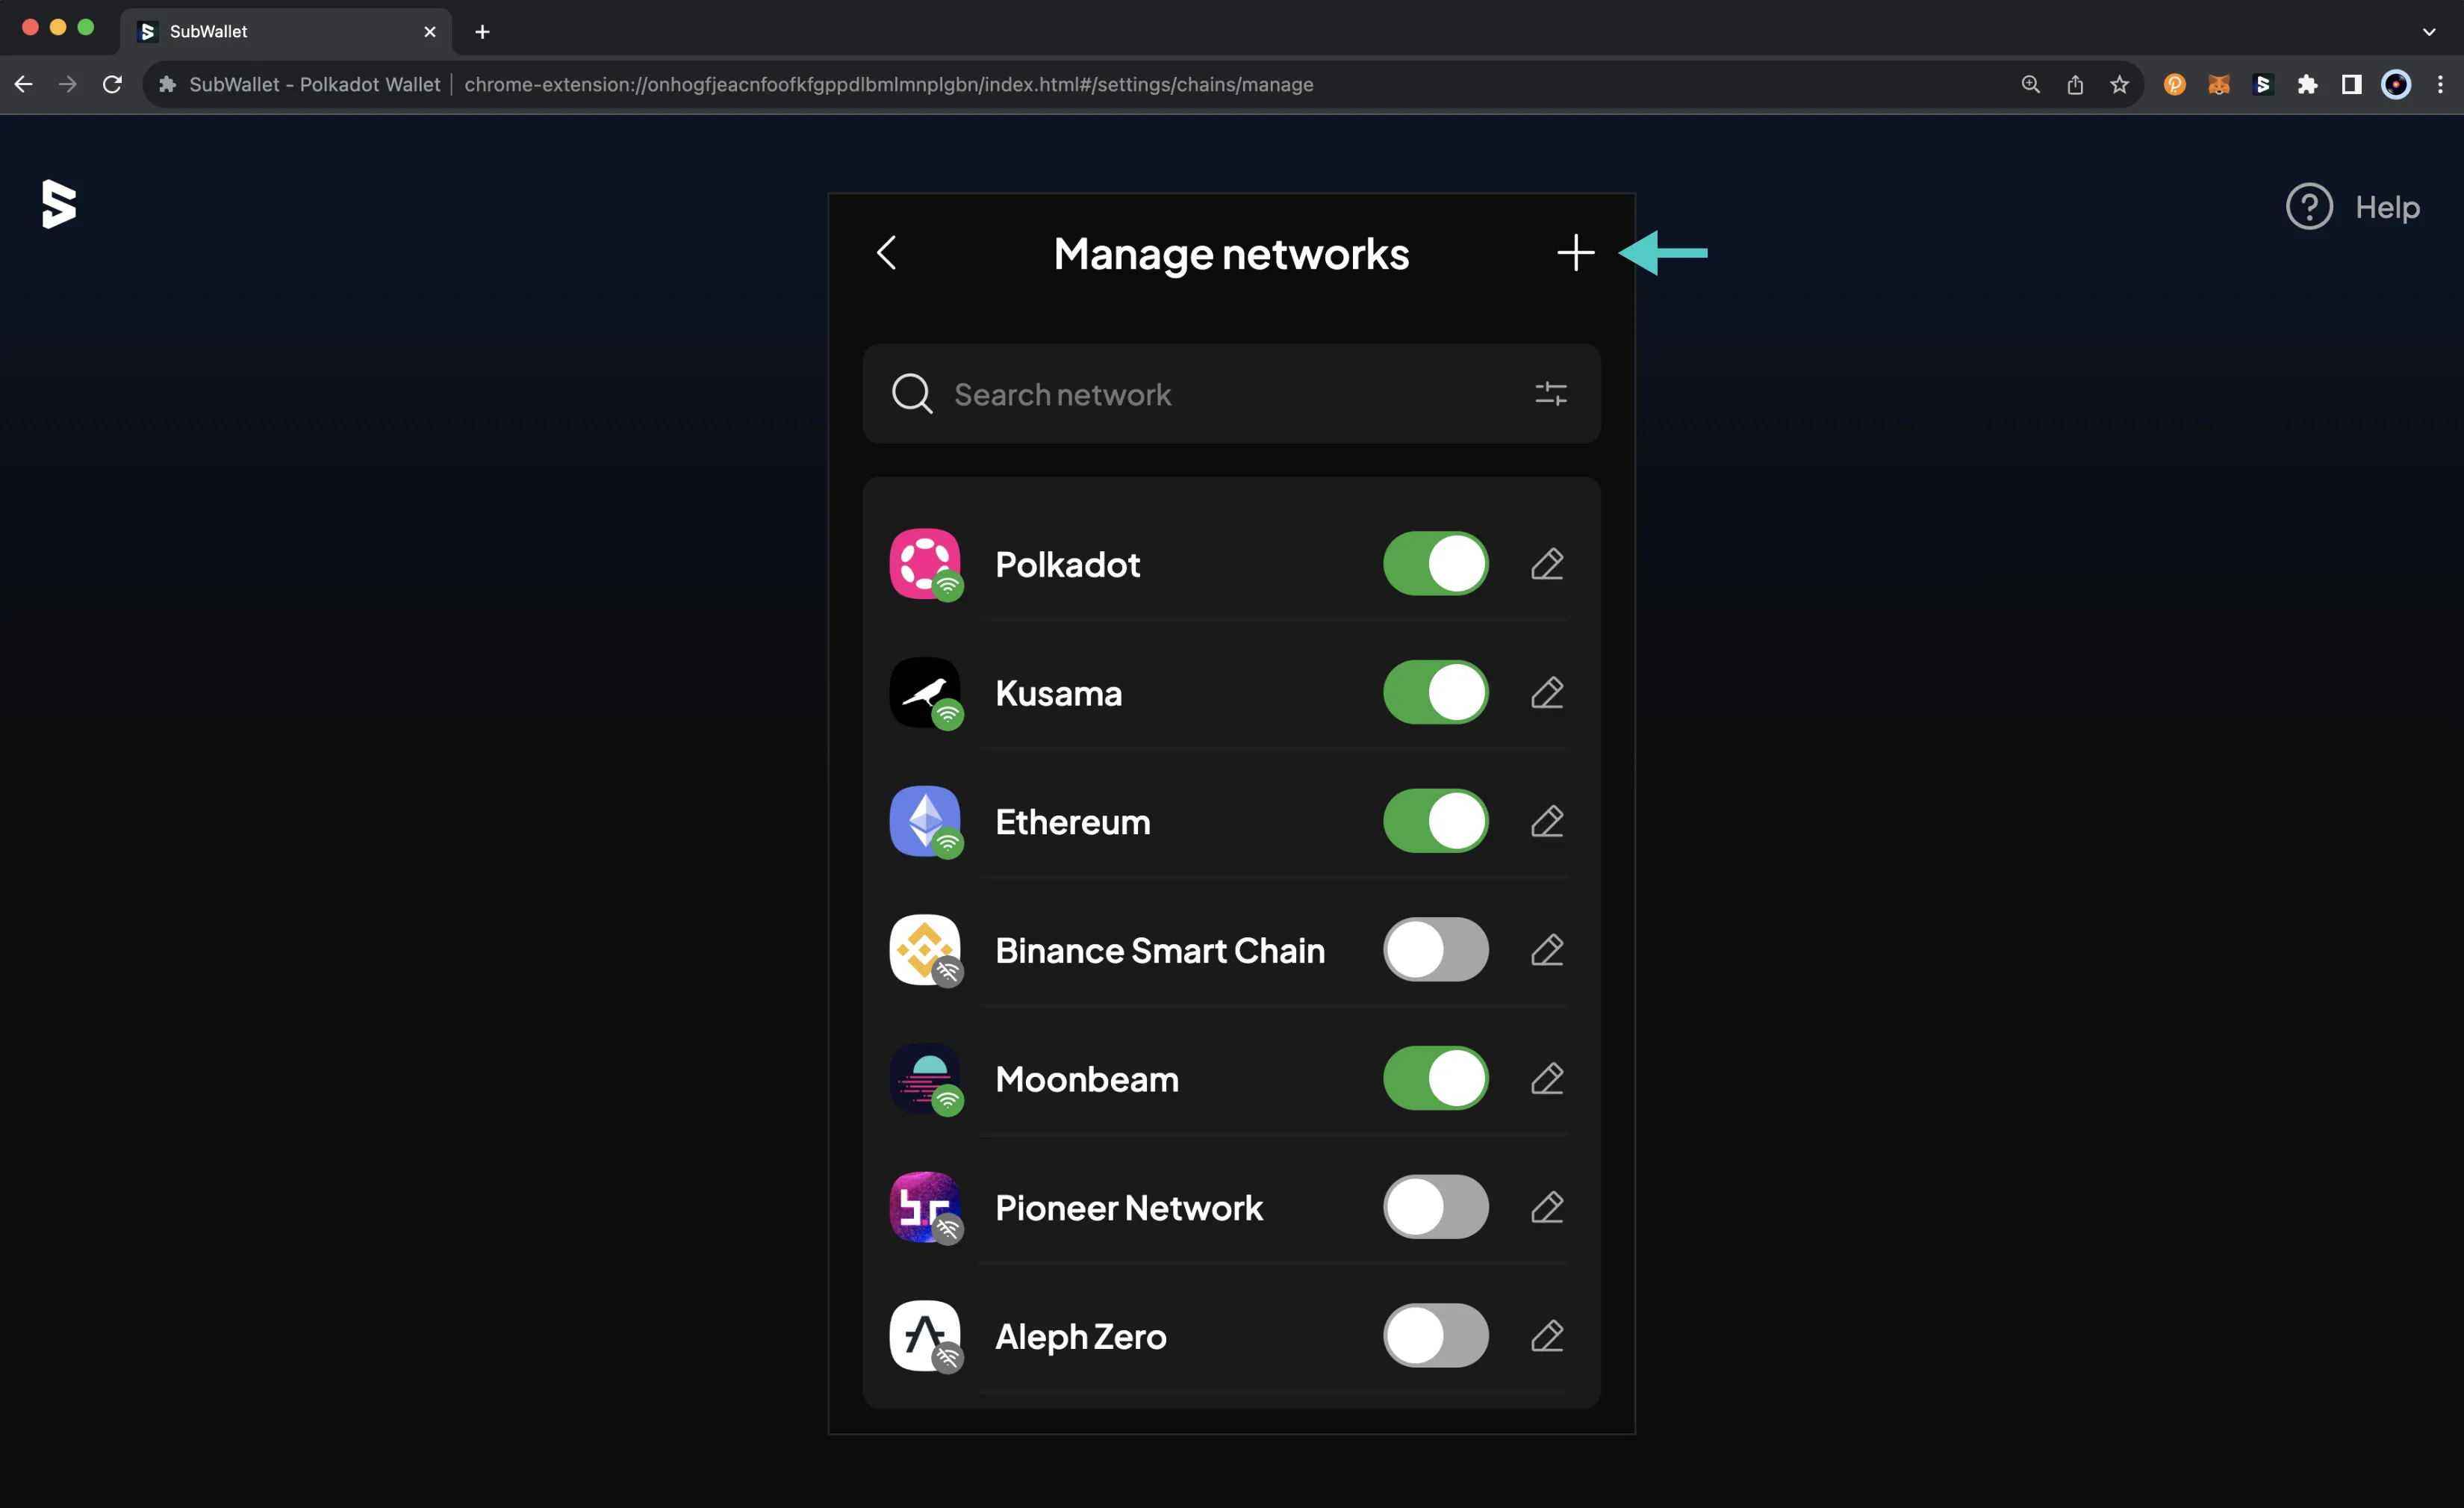 SubWallet
SubWallet - Polkadot Wallet
chrome-extension://onhogfjeacnfoofkfgppdlbmlmnplgbn/index.html#/settings/chains/manage
Help
Manage networks
Search network
Polkadot
Kusama
Ethereum
Binance Smart Chain
Moonbeam
Pioneer Network
Aleph Zero